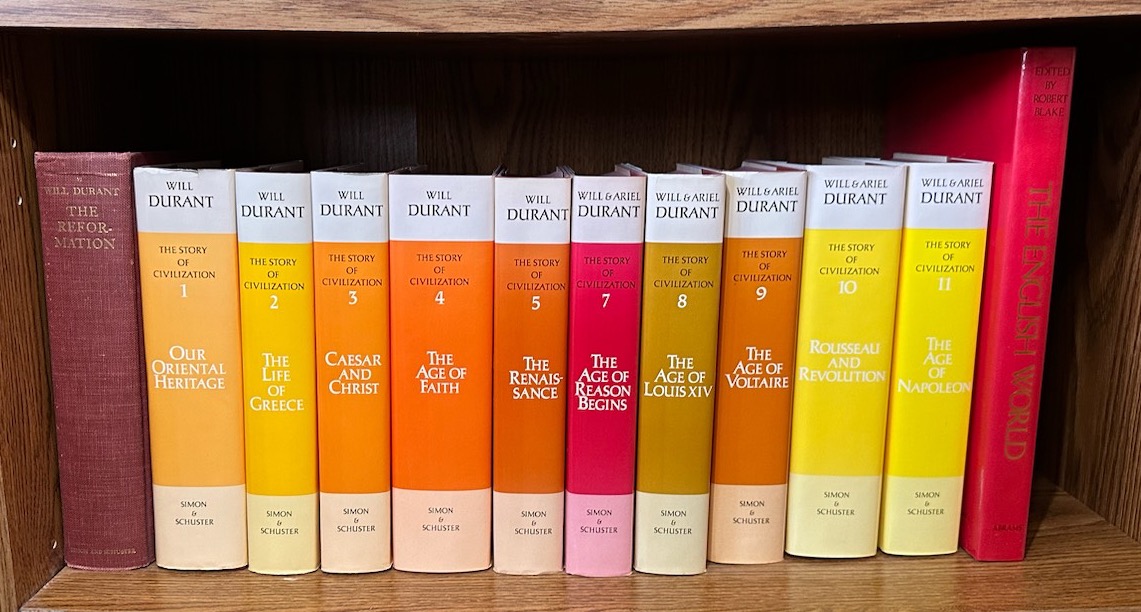 by
WILL DURANT
THE
REFOR-
MATION
SIMON AND SCHUSTER
WILL
DURANT
THE STORY
OF
CIVILIZATION
1
OUR
ORIENTAL
HERITAGE
SIMON
&
SCHUSTER
WILL
DURANT
THE STORY
OF
CIVILIZATION
2
THE
LIFE
OF
GREECE
SIMON
&
SCHUSTER
WILL
DURANT
THE STORY
OF
CIVILIZATION
3
CAESAR
AND
CHRIST
SIMON
&
SCHUSTER
WILL
DURANT
THE STORY
OF
CIVILIZATION
4
THE
AGE OF
FAITH
SIMON
&
SCHUSTER
WILL
DURANT
THE STORY
OF
CIVILIZATION
5
THE
RENAIS-
SANCE
SIMON
&
SCHUSTER
WILL & ARIEL
DURANT
THE STORY
OF
CIVILIZATION
7
THE
AGE OF
REASON
BEGINS
SIMON
&
SCHUSTER
WILL & ARIEL
DURANT
THE STORY
OF
CIVILIZATION
8
THE
AGE OF
LOUIS XIV
SIMON
&
SCHUSTER
WILL & ARIEL
DURANT
THE STORY
OF
CIVILIZATION
9
THE
AGE OF
VOLTAIRE
SIMON
&
SCHUSTER
WILL & ARIEL
DURANT
THE STORY
OF
CIVILIZATION
10
ROUSSEAU
AND
REVOLUTION
SIMON
&
SCHUSTER
WILL & ARIEL
DURANT
THE STORY
OF
CIVILIZATION
11
THE
AGE
OF
NAPOLEON
SIMON
&
SCHUSTER
EDITED
BY
ROBERT
BLAKE
THE ENGLISH WORLD
ABRAMS